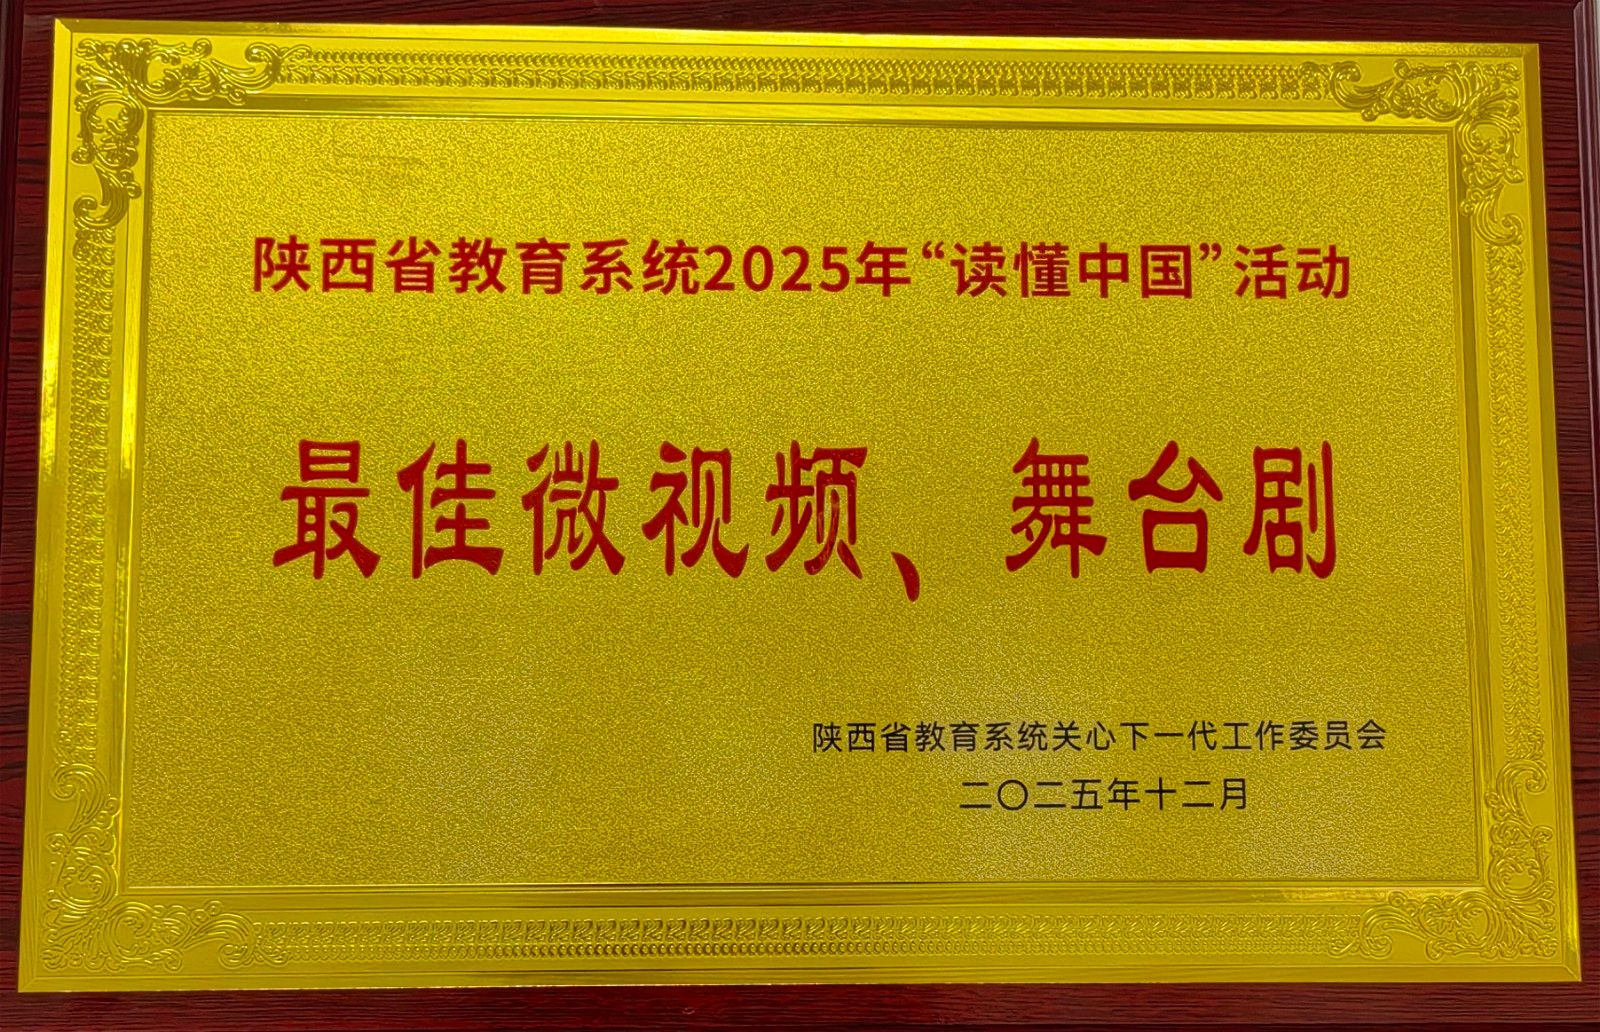 陕西省教育系统2025年“读懂中国”活动
最佳微视频、舞台剧
陕西省教育系统关心下一代工作委员会
二〇二五年十二月